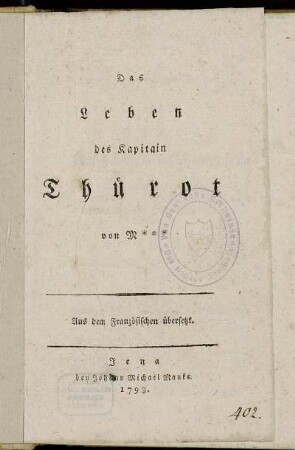 Das
Leben
des Kapitain
Thürot
von M***
Aus dem Französischen übersetzt.
Jena
bey Johann Michael Mauke.
1793.
402.